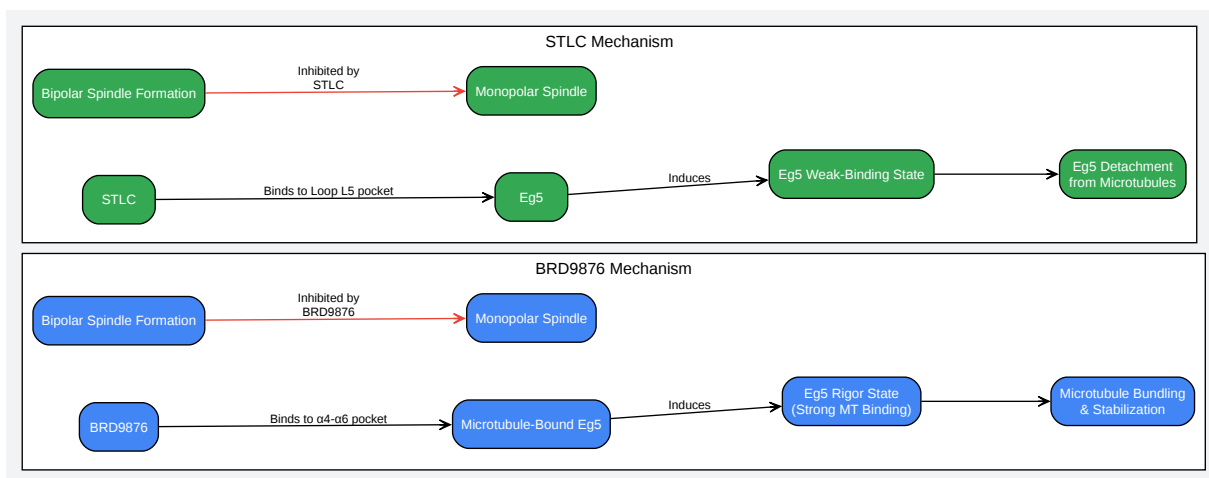 STLC Mechanism
Inhibited by
STLC
Bipolar Spindle Formation
Monopolar Spindle
STLC
Binds to Loop L5 pocket
Eg5
Induces
Eg5 Weak-Binding State
Eg5 Detachment
from Microtubules
BRD9876 Mechanism
Inhibited by
BRD9876
Bipolar Spindle Formation
Monopolar Spindle
BRD9876
Binds to α4-α6 pocket
Microtubule-Bound Eg5
Induces
Eg5 Rigor State
(Strong MT Binding)
Microtubule Bundling
& Stabilization